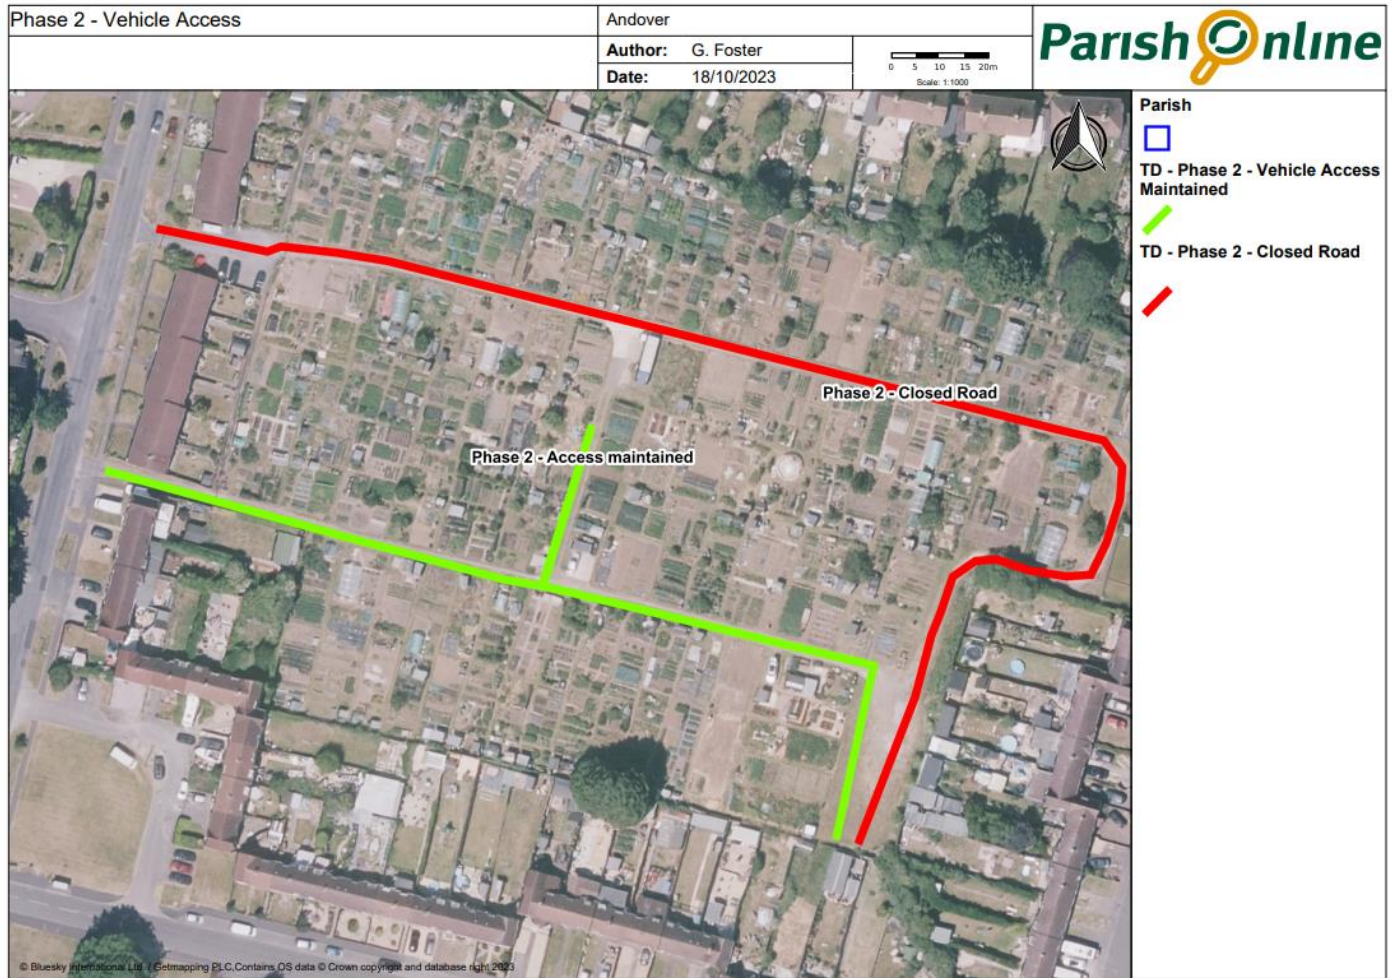 Phase 2 - Vehicle Access
Andover
Author: G. Foster
Date: 18/10/2023
0 5 10 15 20m
Scale: 1:1000
Parish Online
Parish
TD - Phase 2 - Vehicle Access
Maintained
TD - Phase 2 - Closed Road
Phase 2 - Closed Road
Phase 2 - Access maintained
© Bluesky International Ltd. / Getmapping PLC,Contains OS data © Crown copyright and database right 2023